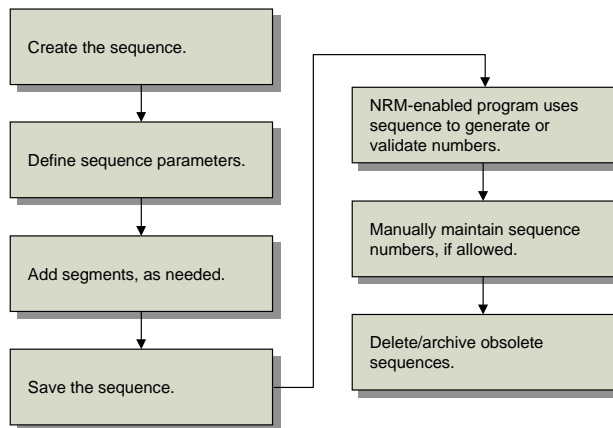 Create the sequence.
Define sequence parameters.
Add segments, as needed.
Save the sequence.
NRM-enabled program uses
sequence to generate or
validate numbers.
Manually maintain sequence
numbers, if allowed.
Delete/archive obsolete
sequences.